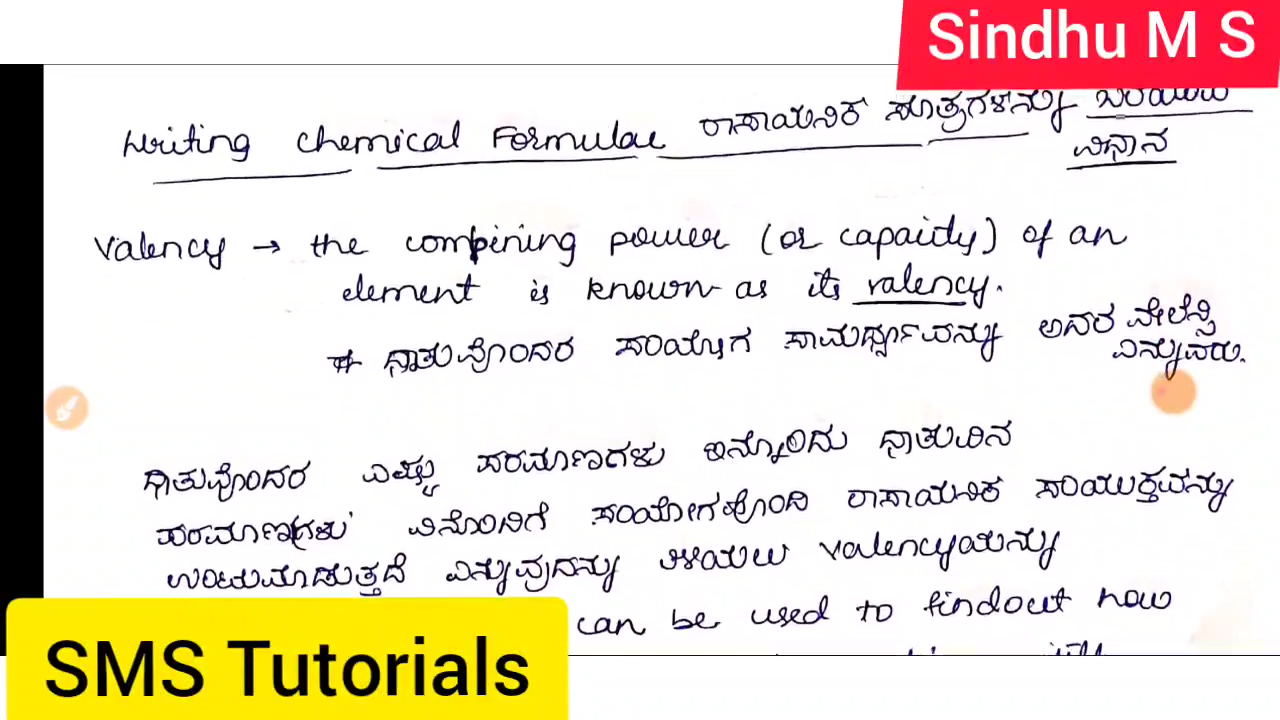 Sindhu M S
Writing Chemical Formulae ರಾಸಾಯನಿಕ ಸೂತ್ರಗಳನ್ನು ಬರೆಯುವ
ವಿಧಾನ
Valency → the combining power (or capacity) of an
element is known as its valency.
* ಧಾತುವೊಂದರ ಸಂಯೋಗ ಸಾಮರ್ಥ್ಯವನ್ನು ಅದರ ವೇಲೆನ್ಸಿ
ಎನ್ನುವರು.
ಧಾತುವೊಂದರ ಎಷ್ಟು ಪರಮಾಣುಗಳು ಇನ್ನೊಂದು ಧಾತುವಿನ
ಪರಮಾಣುಗಳು ಸಂಯೋಗಹೊಂದಿ ರಾಸಾಯನಿಕ ಸಂಯುಕ್ತವನ್ನು
ಉಂಟುಮಾಡುತ್ತದೆ ಎನ್ನುವುದನ್ನು ತಿಳಿಯಲು valencyಯನ್ನು
can be used to findout how
SMS Tutorials